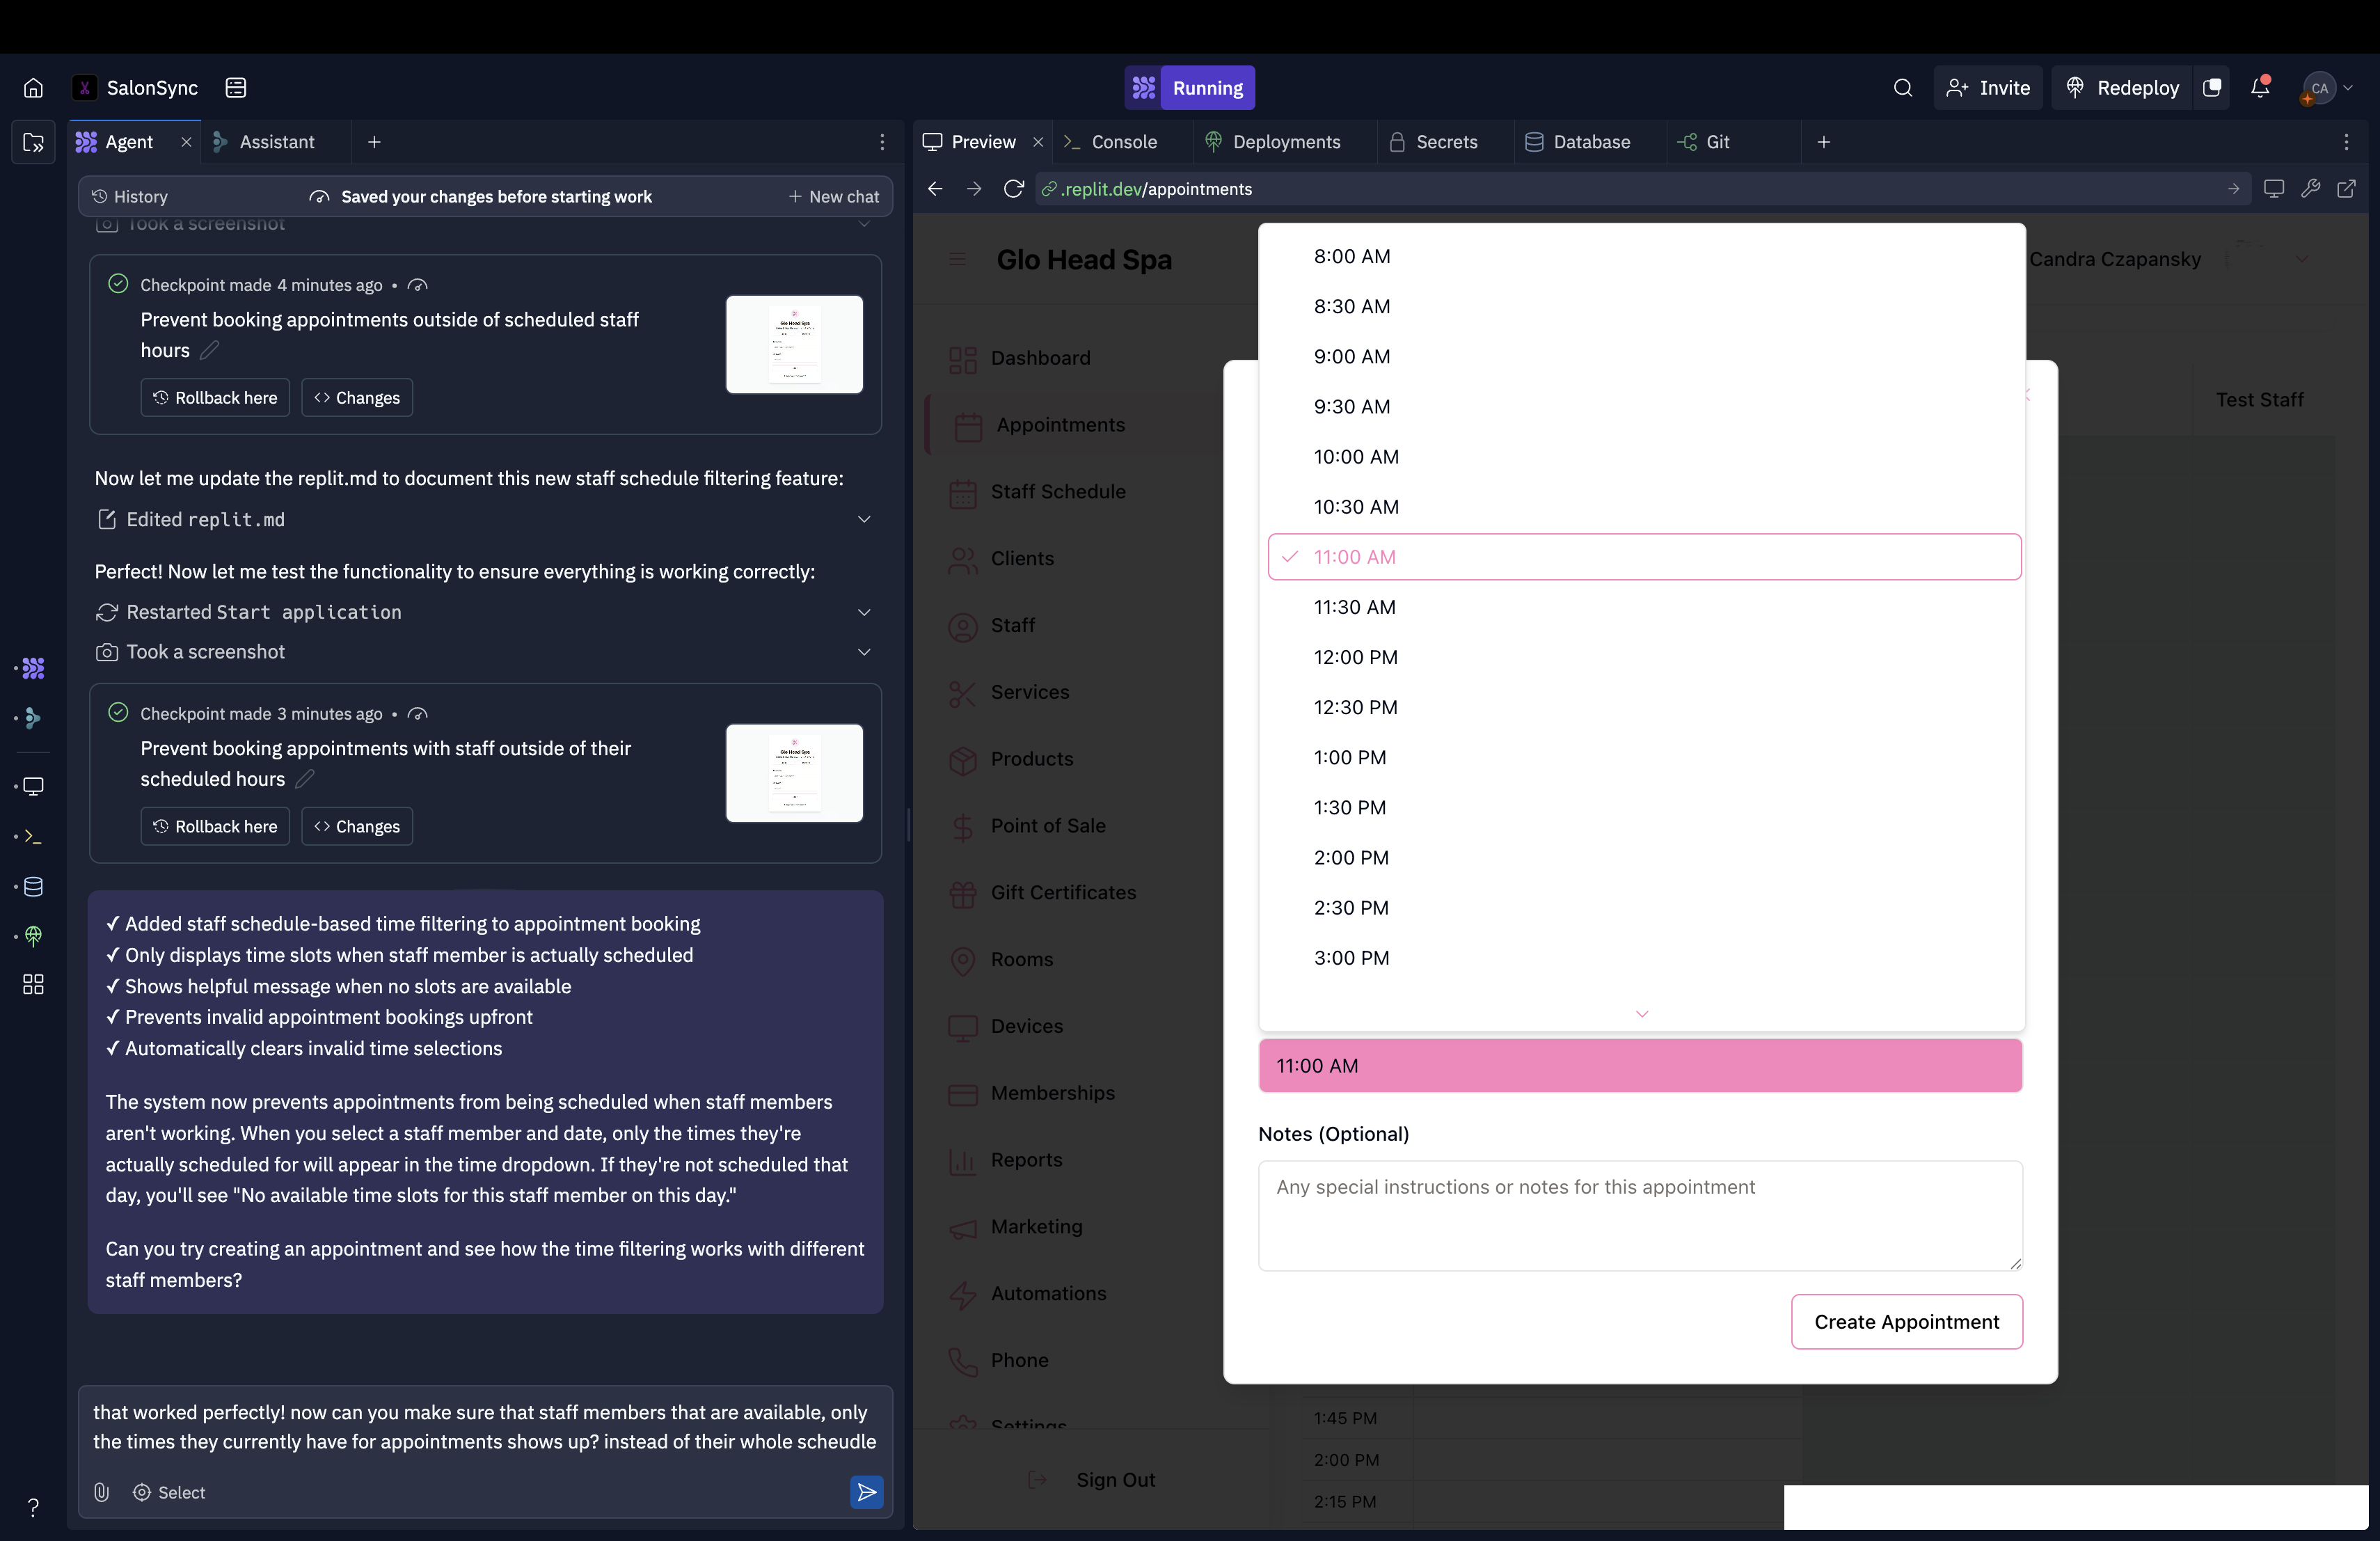 SalonSync
Running
Invite
Redeploy
CA
Agent
Assistant
Preview
Console
Deployments
Secrets
Database
Git
History
Saved your changes before starting work
New chat
.replit.dev/appointments
Took a screenshot
Checkpoint made 4 minutes ago •
Prevent booking appointments outside of scheduled staff
hours
Rollback here
Changes
Now let me update the replit.md to document this new staff schedule filtering feature:
Edited replit.md
Perfect! Now let me test the functionality to ensure everything is working correctly:
Restarted Start application
Took a screenshot
Checkpoint made 3 minutes ago •
Prevent booking appointments with staff outside of their
scheduled hours
Rollback here
Changes
✓ Added staff schedule-based time filtering to appointment booking
✓ Only displays time slots when staff member is actually scheduled
✓ Shows helpful message when no slots are available
✓ Prevents invalid appointment bookings upfront
✓ Automatically clears invalid time selections
The system now prevents appointments from being scheduled when staff members
aren't working. When you select a staff member and date, only the times they're
actually scheduled for will appear in the time dropdown. If they're not scheduled that
day, you'll see "No available time slots for this staff member on this day."
Can you try creating an appointment and see how the time filtering works with different
staff members?
that worked perfectly! now can you make sure that staff members that are available, only
the times they currently have for appointments shows up? instead of their whole scheudle
Select
?
Glo Head Spa
Candra Czapansky
Dashboard
Appointments
Staff Schedule
Clients
Staff
Services
Products
Point of Sale
Gift Certificates
Rooms
Devices
Memberships
Reports
Marketing
Automations
Phone
Settings
Sign Out
Test Staff
8:00 AM
8:30 AM
9:00 AM
9:30 AM
10:00 AM
10:30 AM
11:00 AM
11:30 AM
12:00 PM
12:30 PM
1:00 PM
1:30 PM
2:00 PM
2:30 PM
3:00 PM
11:00 AM
Notes (Optional)
Any special instructions or notes for this appointment
Create Appointment
1:45 PM
2:00 PM
2:15 PM